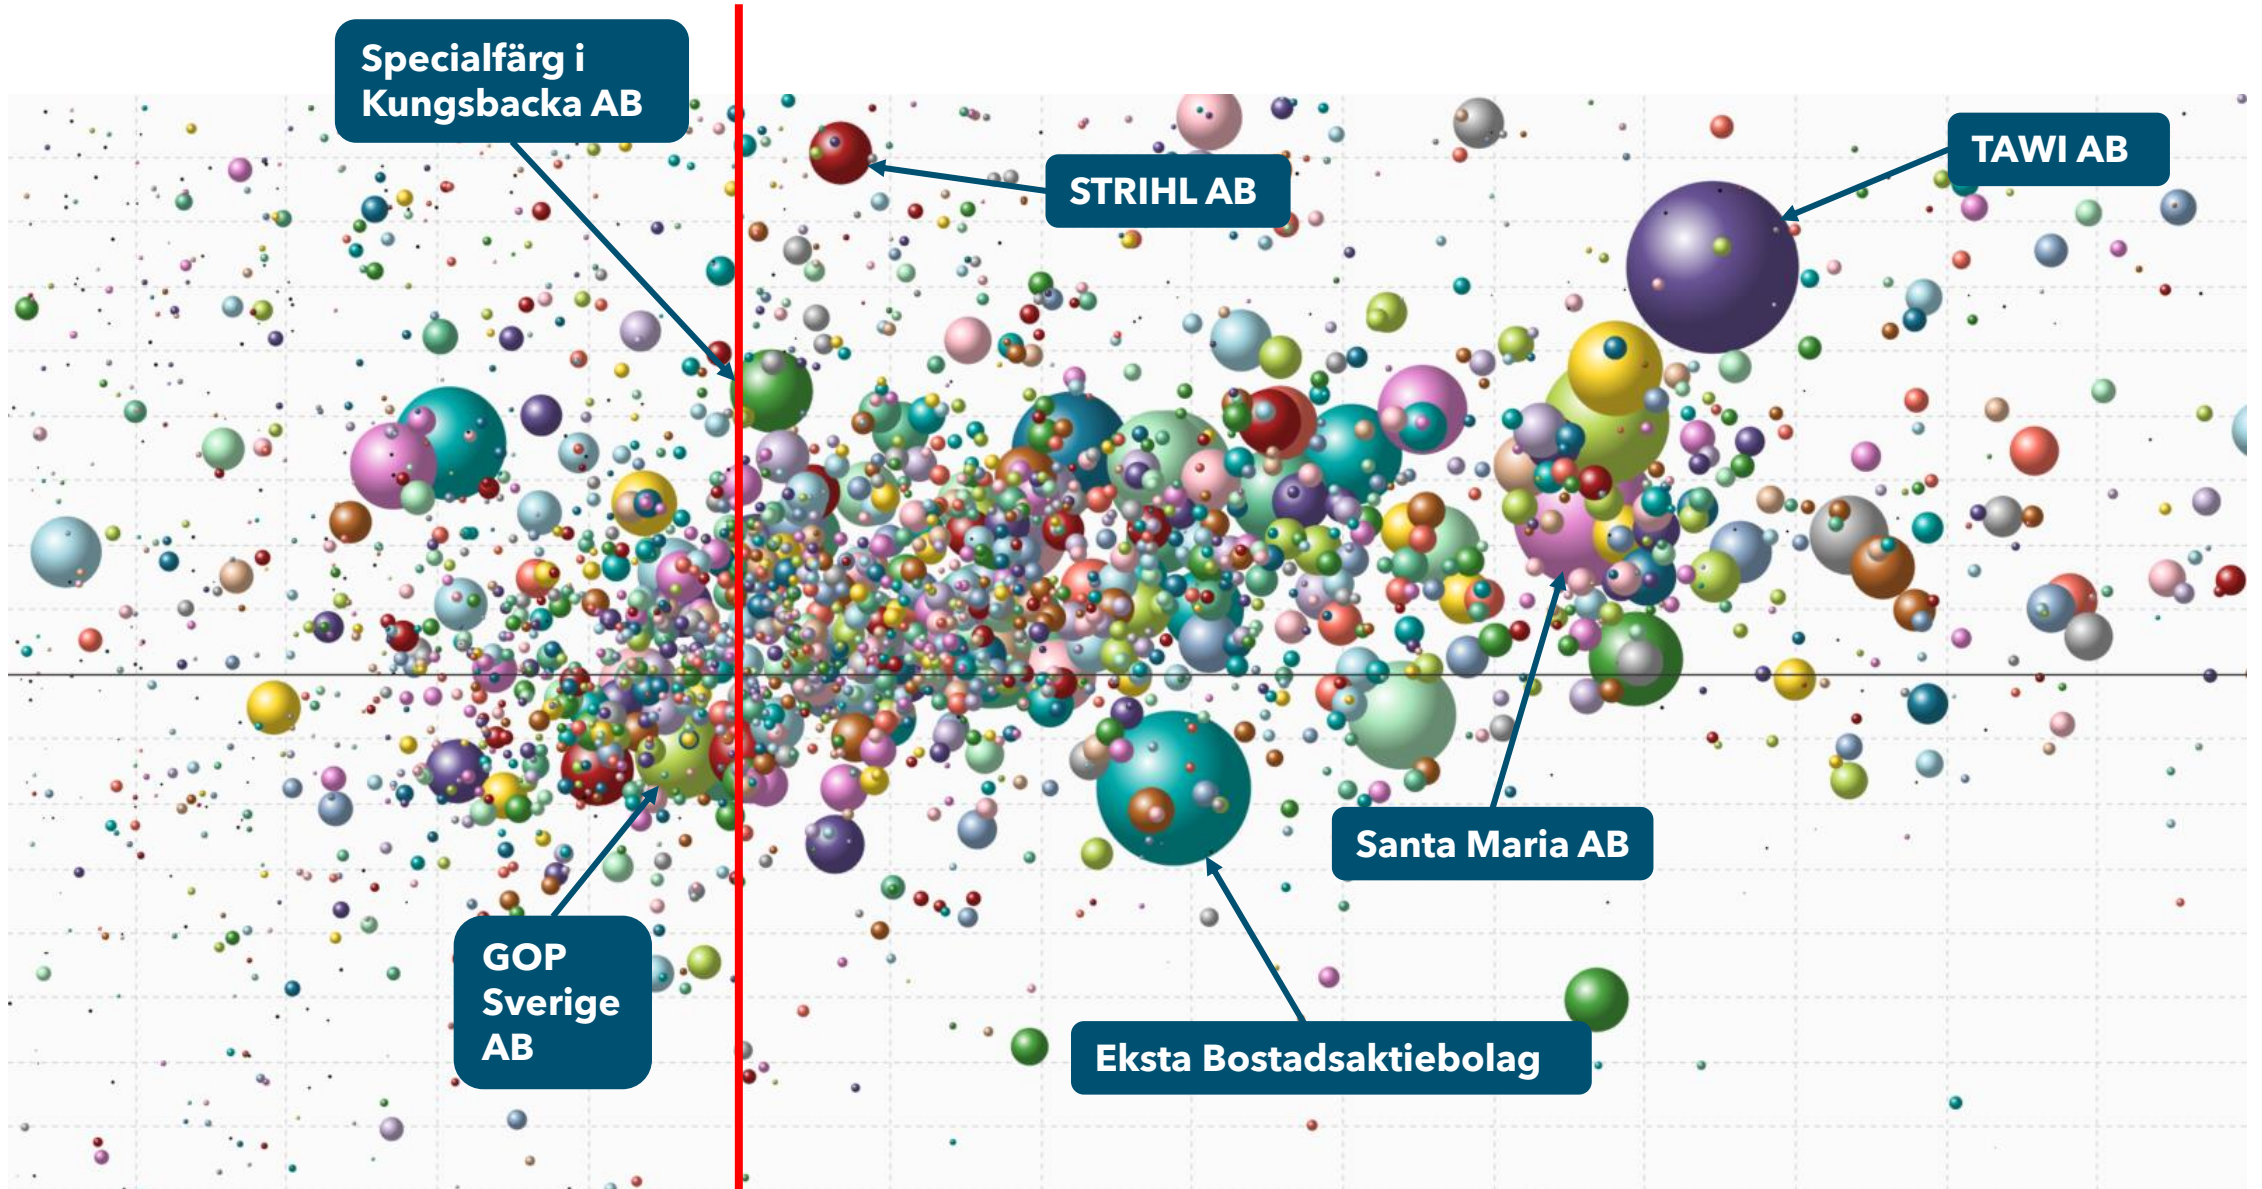 Specialfärg i
Kungsbacka AB
STRIHL AB
TAWI AB
Santa Maria AB
GOP
Sverige
AB
Eksta Bostadsaktiebolag